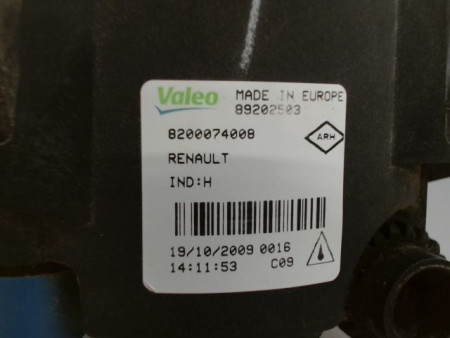 Valeo MADE IN EUROPE
89202503
8200074008
ARH
RENAULT
IND:H
19/10/2009 0016
14:11:53 C09